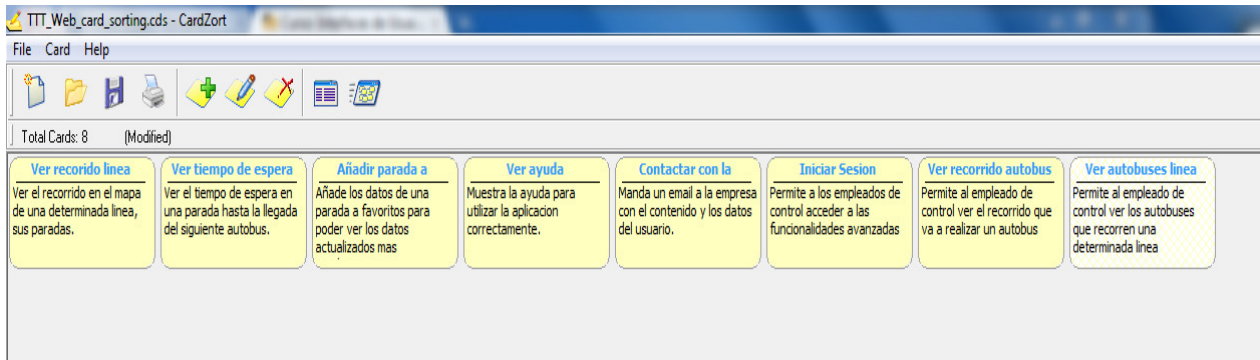 TTT_Web_card_sorting.cds - CardZort
File Card Help
Total Cards: 8 (Modified)
Ver recorido linea
Ver el recorrido en el mapa
de una determinada linea,
sus paradas.
Ver tiempo de espera
Ver el tiempo de espera en
una parada hasta la llegada
del siguiente autobus.
Añadir parada a
Añade los datos de una
parada a favoritos para
poder ver los datos
actualizados mas
Ver ayuda
Muestra la ayuda para
utilizar la aplicacion
correctamente.
Contactar con la
Manda un email a la empresa
con el contenido y los datos
del usuario.
Iniciar Sesion
Permite a los empleados de
control acceder a las
funcionalidades avanzadas
Ver recorrido autobus
Permite al empleado de
control ver el recorrido que
va a realizar un autobus
Ver autobuses linea
Permite al empleado de
control ver los autobuses
que recorren una
determinada linea